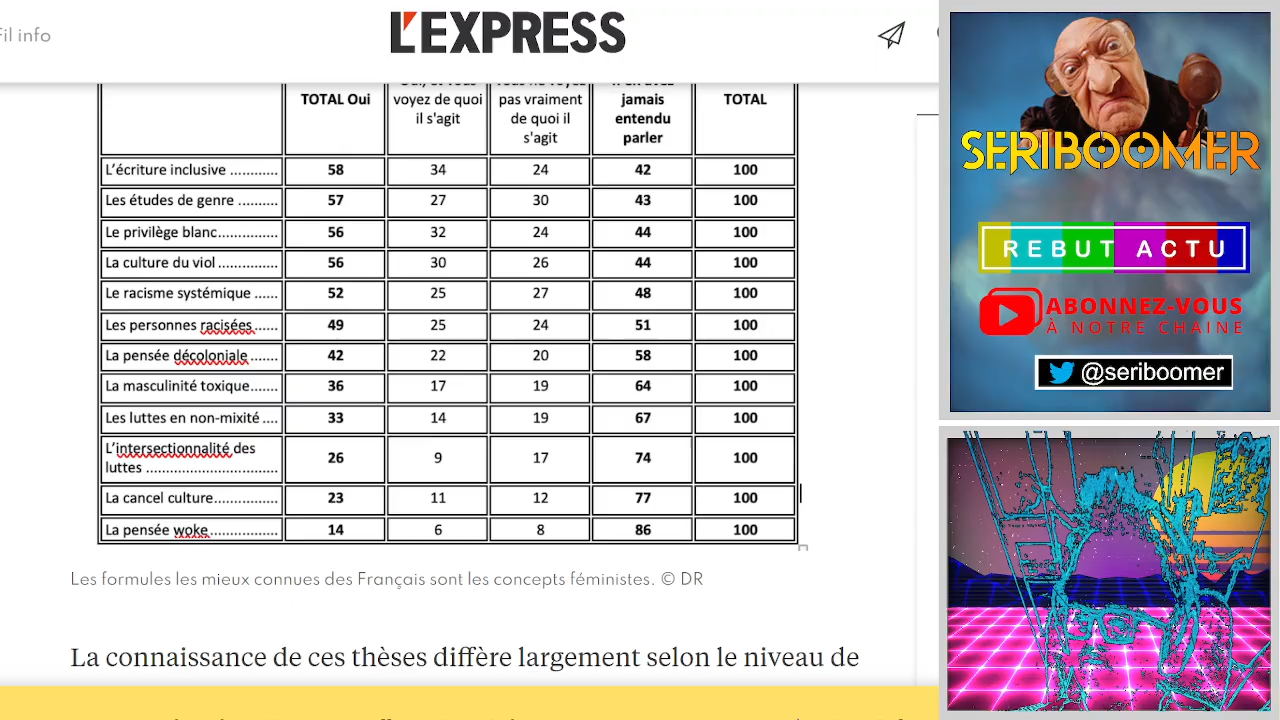 Fil info
L'EXPRESS
TOTAL Oui
voyez de quoi
il s'agit
pas vraiment
de quoi il
s'agit
jamais
entendu
parler
TOTAL
L'écriture inclusive ............ 58 34 24 42 100
Les études de genre .......... 57 27 30 43 100
Le privilège blanc............... 56 32 24 44 100
La culture du viol ............... 56 30 26 44 100
Le racisme systémique ...... 52 25 27 48 100
Les personnes racisées...... 49 25 24 51 100
La pensée décoloniale ....... 42 22 20 58 100
La masculinité toxique....... 36 17 19 64 100
Les luttes en non-mixité .... 33 14 19 67 100
L'intersectionnalité des
luttes ................................. 26 9 17 74 100
La cancel culture................ 23 11 12 77 100
La pensée woke................. 14 6 8 86 100
Les formules les mieux connues des Français sont les concepts féministes. © DR
La connaissance de ces thèses diffère largement selon le niveau de
SERIBOOMER
REBUT ACTU
ABONNEZ-VOUS
À NOTRE CHAINE
@seriboomer